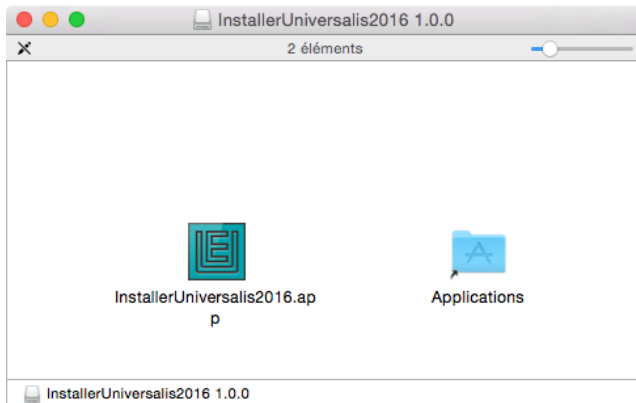 InstallerUniversalis2016 1.0.0
2 éléments
InstallerUniversalis2016.ap
p
Applications
InstallerUniversalis2016 1.0.0